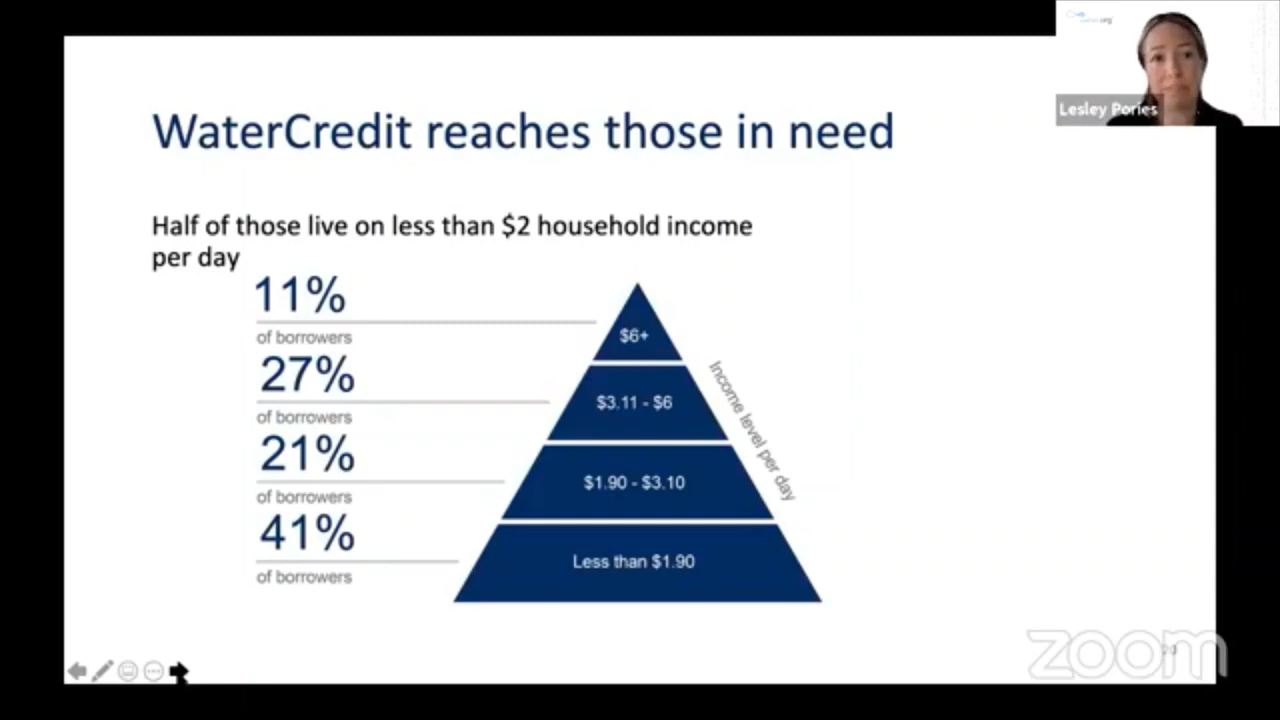 WaterCredit reaches those in need
Lesley Pories
Half of those live on less than $2 household income
per day
11%
of borrowers
$6+
27%
of borrowers
$3.11 - $6
Income level per day
21%
of borrowers
$1.90 - $3.10
41%
of borrowers
Less than $1.90
zoom
20